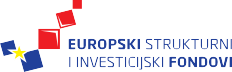 EUROPSKI STRUKTURNI
I INVESTICIJSKI FONDOVI